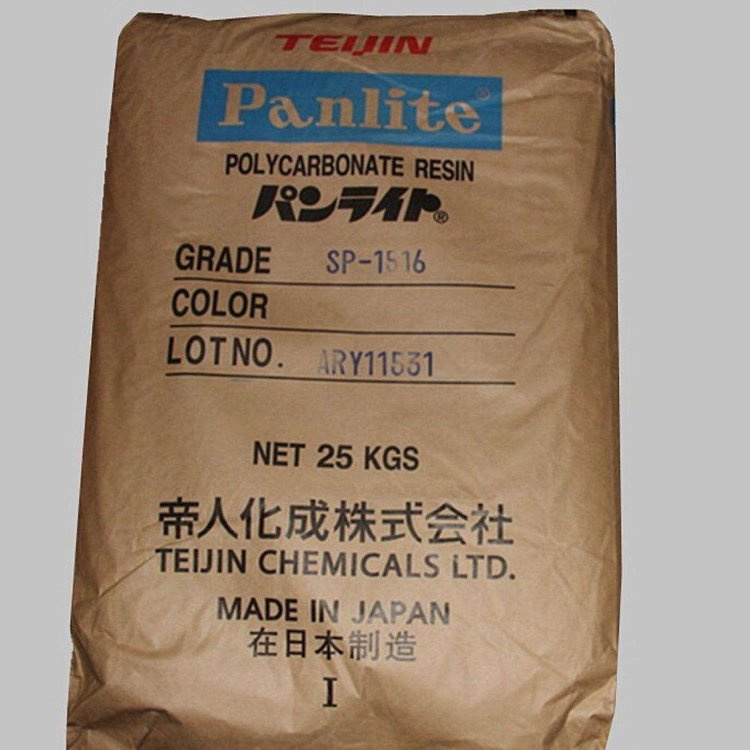 TEIJIN
Panlite®
POLYCARBONATE RESIN
パンライト®
GRADE SP-1516
COLOR
LOT NO. ARY11531
NET 25 KGS
帝人化成株式会社
TEIJIN CHEMICALS LTD.
MADE IN JAPAN
在日本制造
I